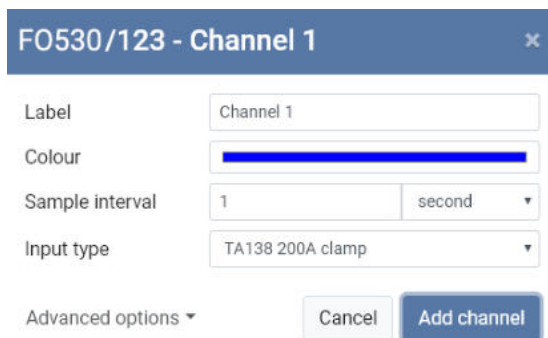 FO530/123 - Channel 1 ×
Label Channel 1
Colour
Sample interval 1 second
Input type TA138 200A clamp
Advanced options Cancel Add channel